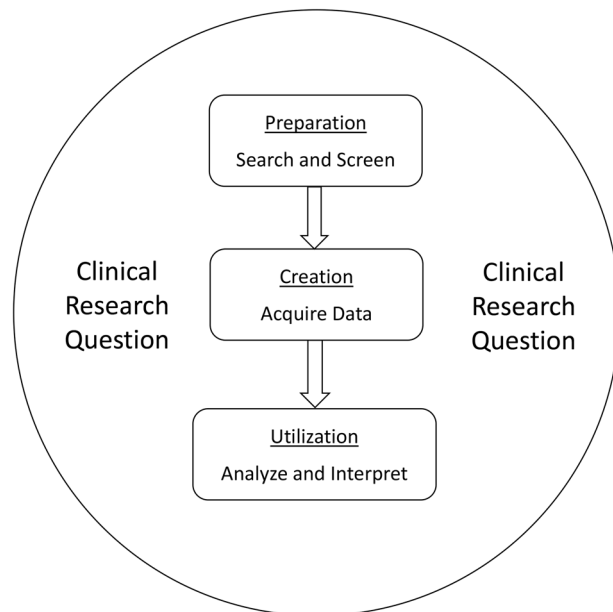 Preparation
Search and Screen
Clinical
Research
Question
Creation
Acquire Data
Clinical
Research
Question
Utilization
Analyze and Interpret